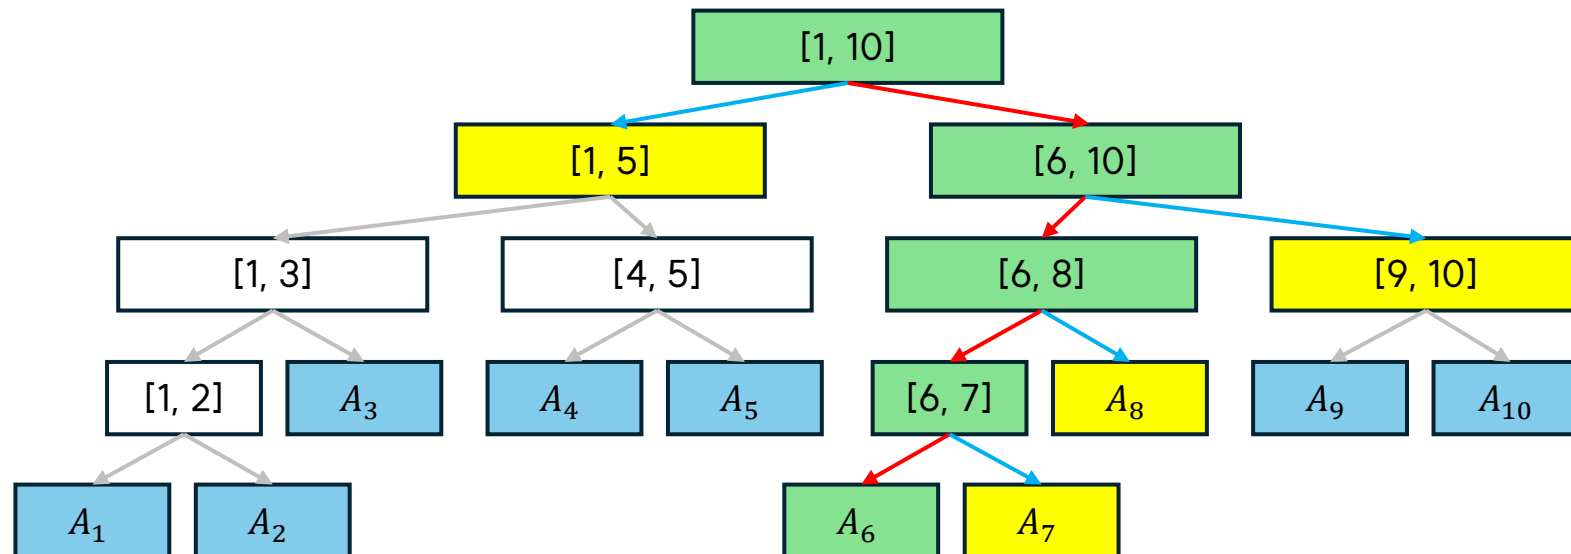 [1, 10]
[1, 5]
[6, 10]
[1, 3]
[4, 5]
[6, 8]
[9, 10]
[1, 2]
A₃
A₄
A₅
[6, 7]
A₈
A₉
A₁₀
A₁
A₂
A₆
A₇